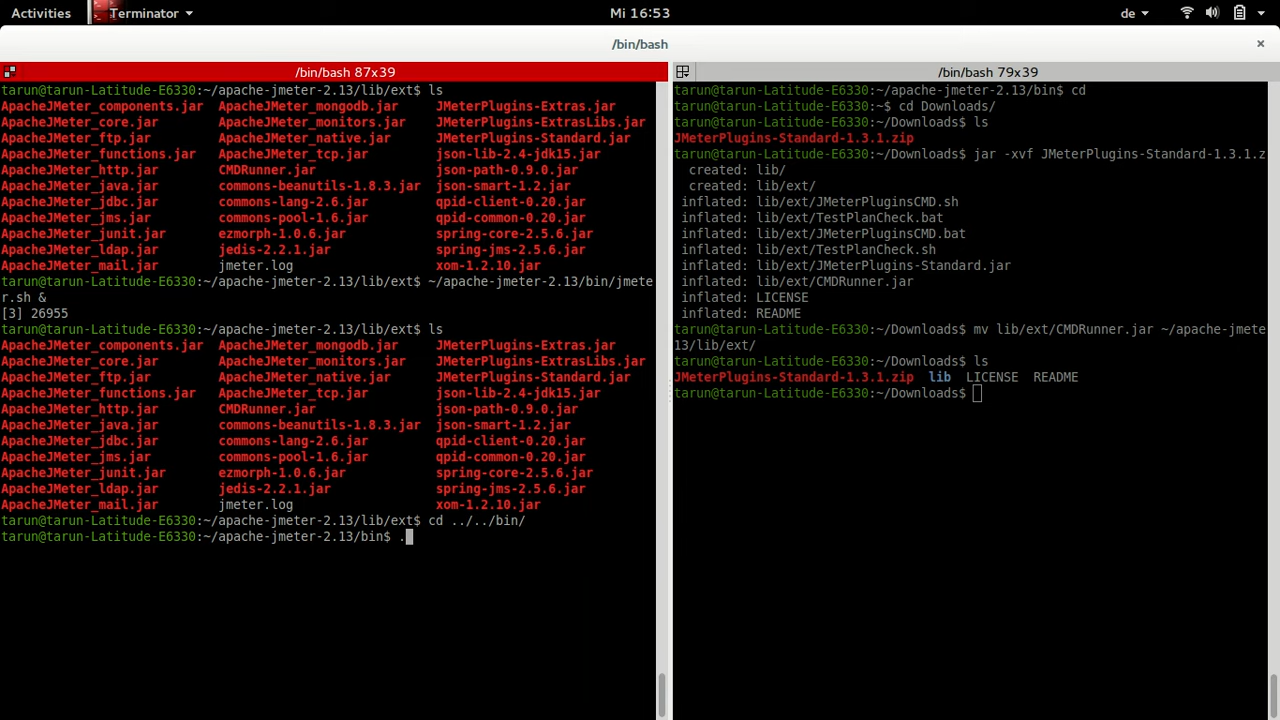 Activities Terminator Mi 16:53 de
/bin/bash
/bin/bash 87x39
tarun@tarun-Latitude-E6330:~/apache-jmeter-2.13/lib/ext$ ls
ApacheJMeter_components.jar ApacheJMeter_mongodb.jar JMeterPlugins-Extras.jar
ApacheJMeter_core.jar ApacheJMeter_monitors.jar JMeterPlugins-ExtrasLibs.jar
ApacheJMeter_ftp.jar ApacheJMeter_native.jar JMeterPlugins-Standard.jar
ApacheJMeter_functions.jar ApacheJMeter_tcp.jar json-lib-2.4-jdk15.jar
ApacheJMeter_http.jar CMDRunner.jar json-path-0.9.0.jar
ApacheJMeter_java.jar commons-beanutils-1.8.3.jar json-smart-1.2.jar
ApacheJMeter_jdbc.jar commons-lang-2.6.jar qpid-client-0.20.jar
ApacheJMeter_jms.jar commons-pool-1.6.jar qpid-common-0.20.jar
ApacheJMeter_junit.jar ezmorph-1.0.6.jar spring-core-2.5.6.jar
ApacheJMeter_ldap.jar jedis-2.2.1.jar spring-jms-2.5.6.jar
ApacheJMeter_mail.jar jmeter.log xom-1.2.10.jar
tarun@tarun-Latitude-E6330:~/apache-jmeter-2.13/lib/ext$ ~/apache-jmeter-2.13/bin/jmete
r.sh &
[3] 26955
tarun@tarun-Latitude-E6330:~/apache-jmeter-2.13/lib/ext$ ls
ApacheJMeter_components.jar ApacheJMeter_mongodb.jar JMeterPlugins-Extras.jar
ApacheJMeter_core.jar ApacheJMeter_monitors.jar JMeterPlugins-ExtrasLibs.jar
ApacheJMeter_ftp.jar ApacheJMeter_native.jar JMeterPlugins-Standard.jar
ApacheJMeter_functions.jar ApacheJMeter_tcp.jar json-lib-2.4-jdk15.jar
ApacheJMeter_http.jar CMDRunner.jar json-path-0.9.0.jar
ApacheJMeter_java.jar commons-beanutils-1.8.3.jar json-smart-1.2.jar
ApacheJMeter_jdbc.jar commons-lang-2.6.jar qpid-client-0.20.jar
ApacheJMeter_jms.jar commons-pool-1.6.jar qpid-common-0.20.jar
ApacheJMeter_junit.jar ezmorph-1.0.6.jar spring-core-2.5.6.jar
ApacheJMeter_ldap.jar jedis-2.2.1.jar spring-jms-2.5.6.jar
ApacheJMeter_mail.jar jmeter.log xom-1.2.10.jar
tarun@tarun-Latitude-E6330:~/apache-jmeter-2.13/lib/ext$ cd ../../bin/
tarun@tarun-Latitude-E6330:~/apache-jmeter-2.13/bin$ .
/bin/bash 79x39
tarun@tarun-Latitude-E6330:~/apache-jmeter-2.13/bin$ cd
tarun@tarun-Latitude-E6330:~$ cd Downloads/
tarun@tarun-Latitude-E6330:~/Downloads$ ls
JMeterPlugins-Standard-1.3.1.zip
tarun@tarun-Latitude-E6330:~/Downloads$ jar -xvf JMeterPlugins-Standard-1.3.1.z
created: lib/
created: lib/ext/
inflated: lib/ext/JMeterPluginsCMD.sh
inflated: lib/ext/TestPlanCheck.bat
inflated: lib/ext/JMeterPluginsCMD.bat
inflated: lib/ext/TestPlanCheck.sh
inflated: lib/ext/JMeterPlugins-Standard.jar
inflated: lib/ext/CMDRunner.jar
inflated: LICENSE
inflated: README
tarun@tarun-Latitude-E6330:~/Downloads$ mv lib/ext/CMDRunner.jar ~/apache-jmete
13/lib/ext/
tarun@tarun-Latitude-E6330:~/Downloads$ ls
JMeterPlugins-Standard-1.3.1.zip lib LICENSE README
tarun@tarun-Latitude-E6330:~/Downloads$